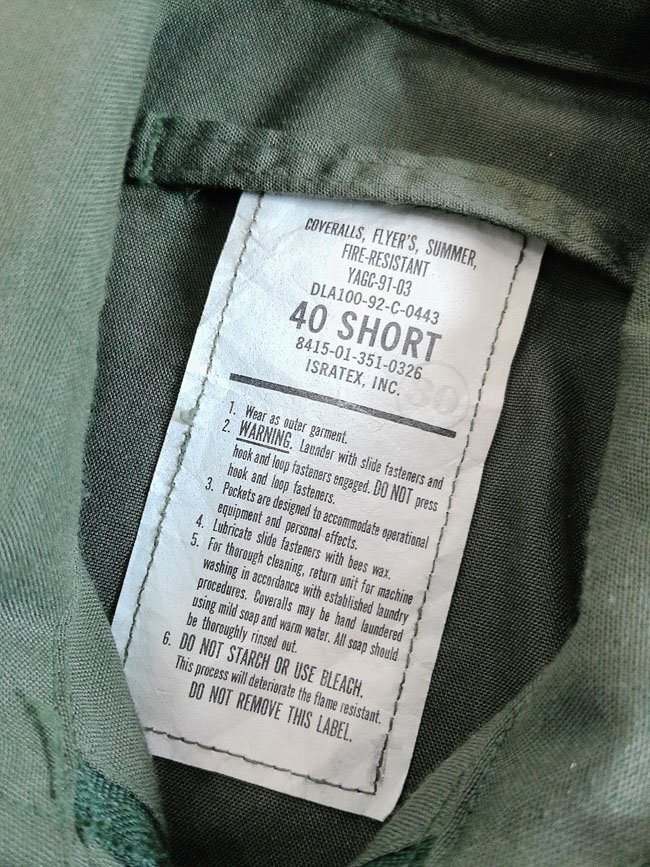 COVERALLS, FLYER'S, SUMMER,
FIRE-RESISTANT
YAGC-91-03
DLA100-92-C-0443
40 SHORT
8415-01-351-0326
ISRATEX, INC.
30
1. Wear as outer garment.
2. WARNING. Launder with slide fasteners and
hook and loop fasteners engaged. DO NOT press
hook and loop fasteners.
3. Pockets are designed to accommodate operational
equipment and personal effects.
4. Lubricate slide fasteners with bees wax.
5. For thorough cleaning, return unit for machine
washing in accordance with established laundry
procedures. Coveralls may be hand laundered
using mild soap and warm water. All soap should
be thoroughly rinsed out.
6. DO NOT STARCH OR USE BLEACH.
This process will deteriorate the flame resistant.
DO NOT REMOVE THIS LABEL.